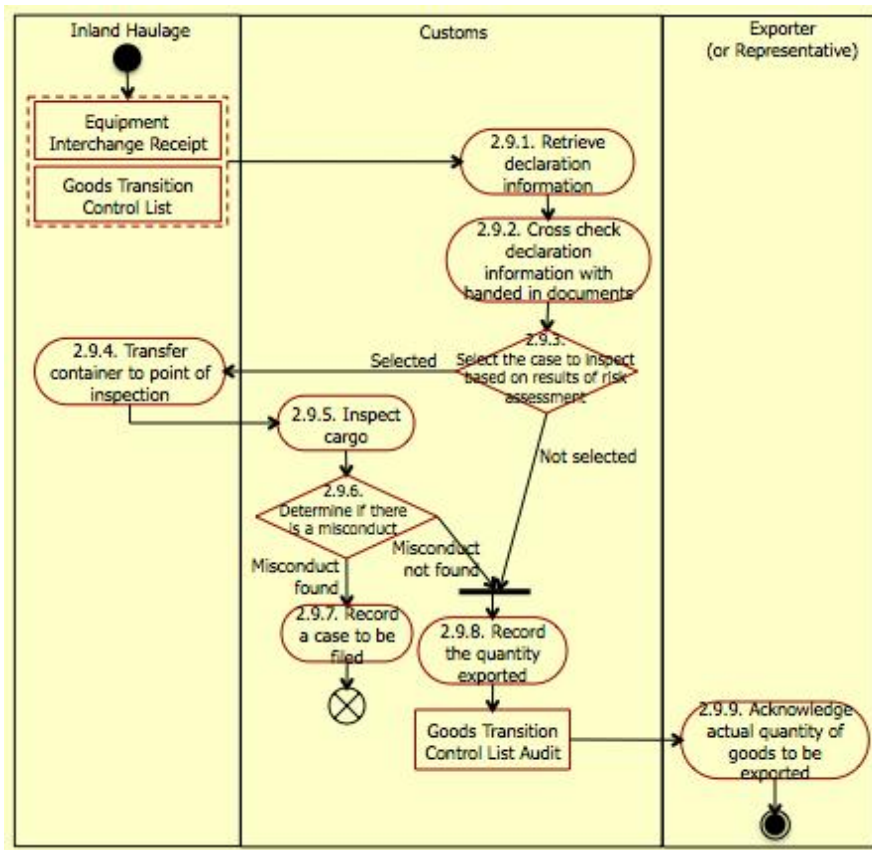 Inland Haulage
Customs
Exporter
(or Representative)
Equipment
Interchange Receipt
Goods Transition
Control List
2.9.1. Retrieve
declaration
information
2.9.2. Cross check
declaration
information with
handed in documents
2.9.3.
Select the case to inspect
based on results of risk
assessment
Selected
Not selected
2.9.4. Transfer
container to point of
inspection
2.9.5. Inspect
cargo
2.9.6.
Determine if there
is a misconduct
Misconduct
found
Misconduct
not found
2.9.7. Record
a case to be
filed
2.9.8. Record
the quantity
exported
Goods Transition
Control List Audit
2.9.9. Acknowledge
actual quantity of
goods to be
exported